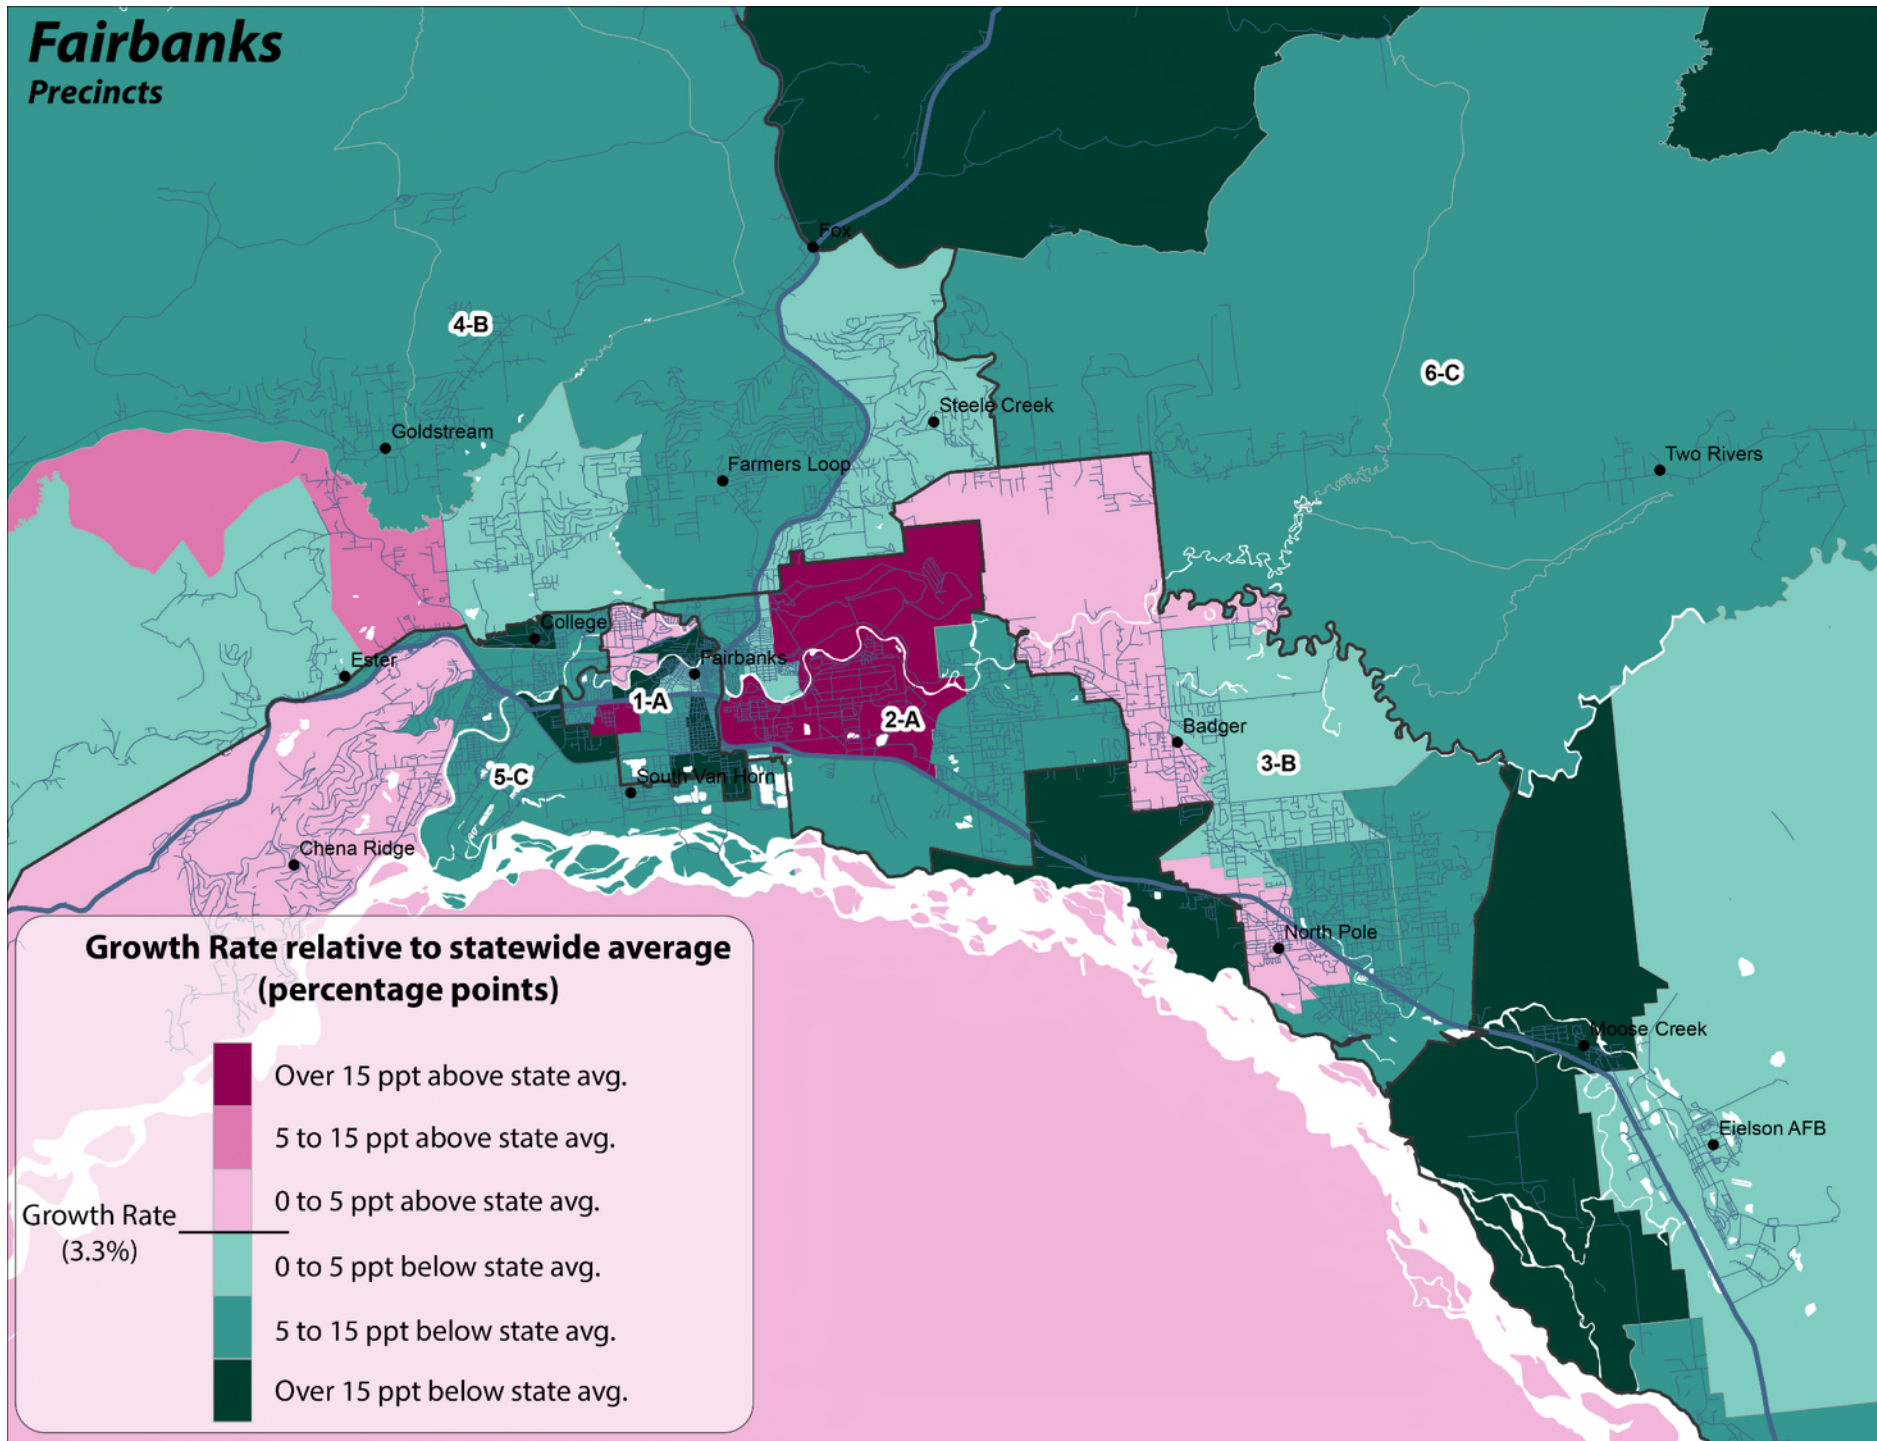 Fairbanks
Precincts
Fox
4-B
6-C
Steele Creek
Goldstream
Two Rivers
Farmers Loop
College
Ester
Fairbanks
1-A
2-A
Badger
3-B
5-C
South Van Horn
Chena Ridge
North Pole
Moose Creek
Eielson AFB
Growth Rate relative to statewide average
(percentage points)
Over 15 ppt above state avg.
5 to 15 ppt above state avg.
0 to 5 ppt above state avg.
Growth Rate
(3.3%)
0 to 5 ppt below state avg.
5 to 15 ppt below state avg.
Over 15 ppt below state avg.